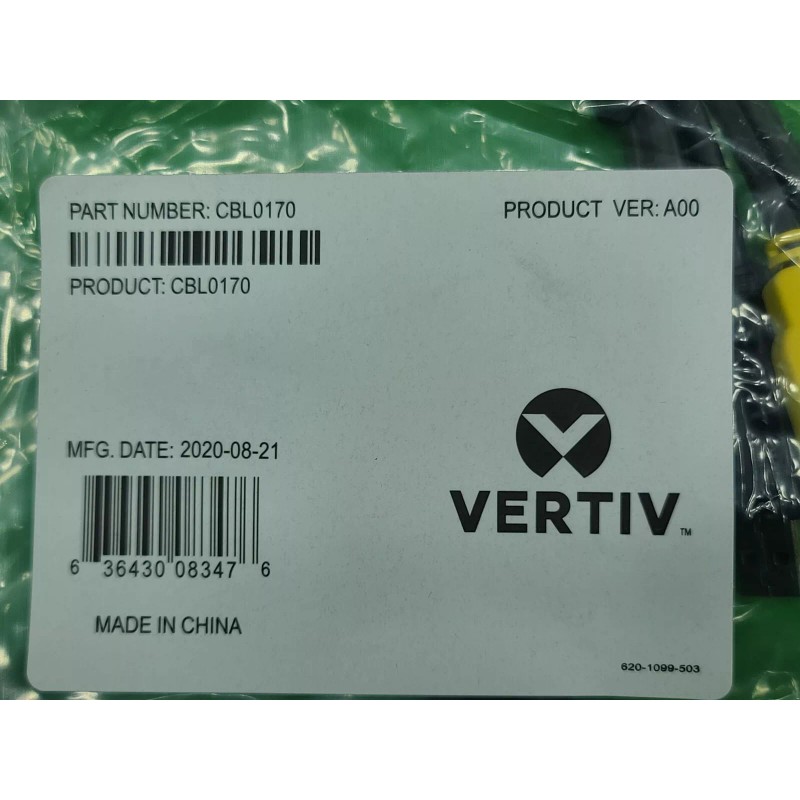 PART NUMBER: CBL0170
PRODUCT VER: A00
PRODUCT: CBL0170
MFG. DATE: 2020-08-21
VERTIV™
6 36430 08347 6
MADE IN CHINA
620-1099-503